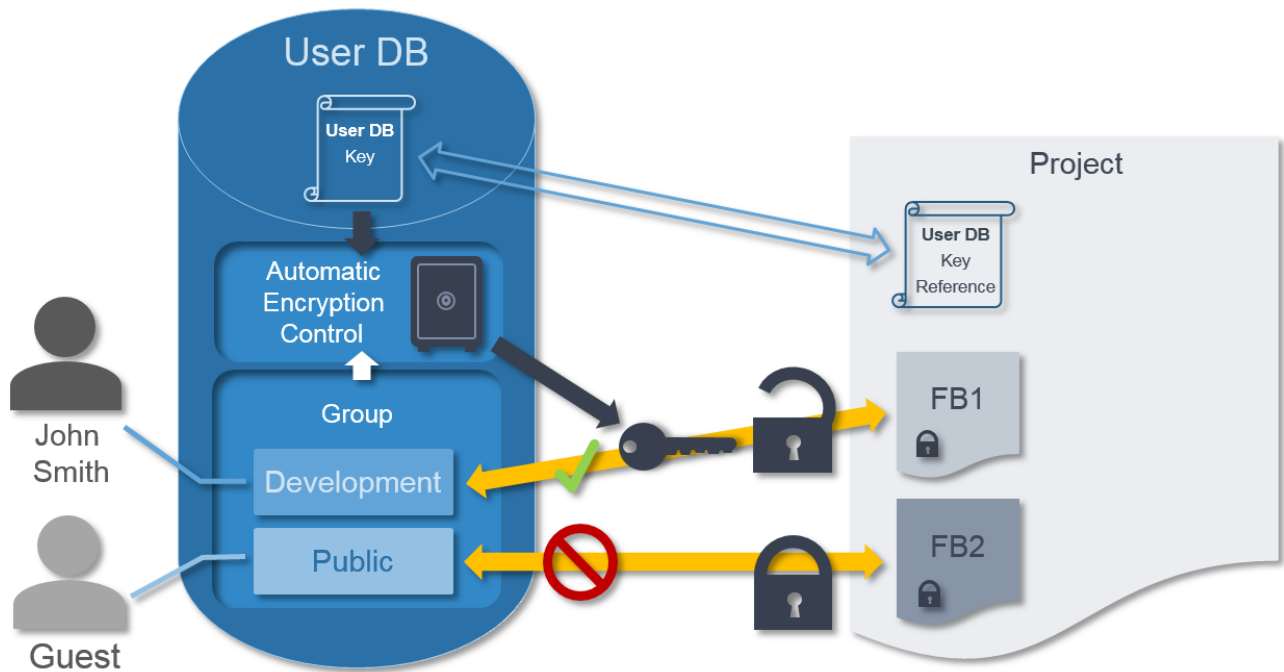 User DB
User DB
Key
Project
User DB
Key
Reference
Automatic
Encryption
Control
Group
FB1
John
Smith
Development
Public
FB2
Guest